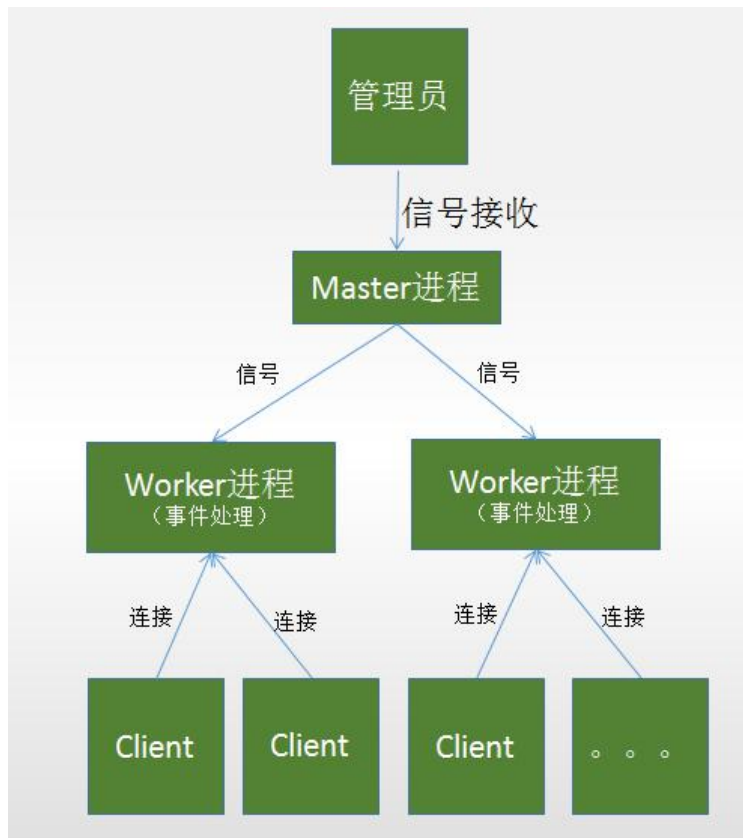 管理员
信号接收
Master进程
信号
信号
Worker进程
（事件处理）
Worker进程
（事件处理）
连接
连接
连接
连接
Client
Client
Client
。。。